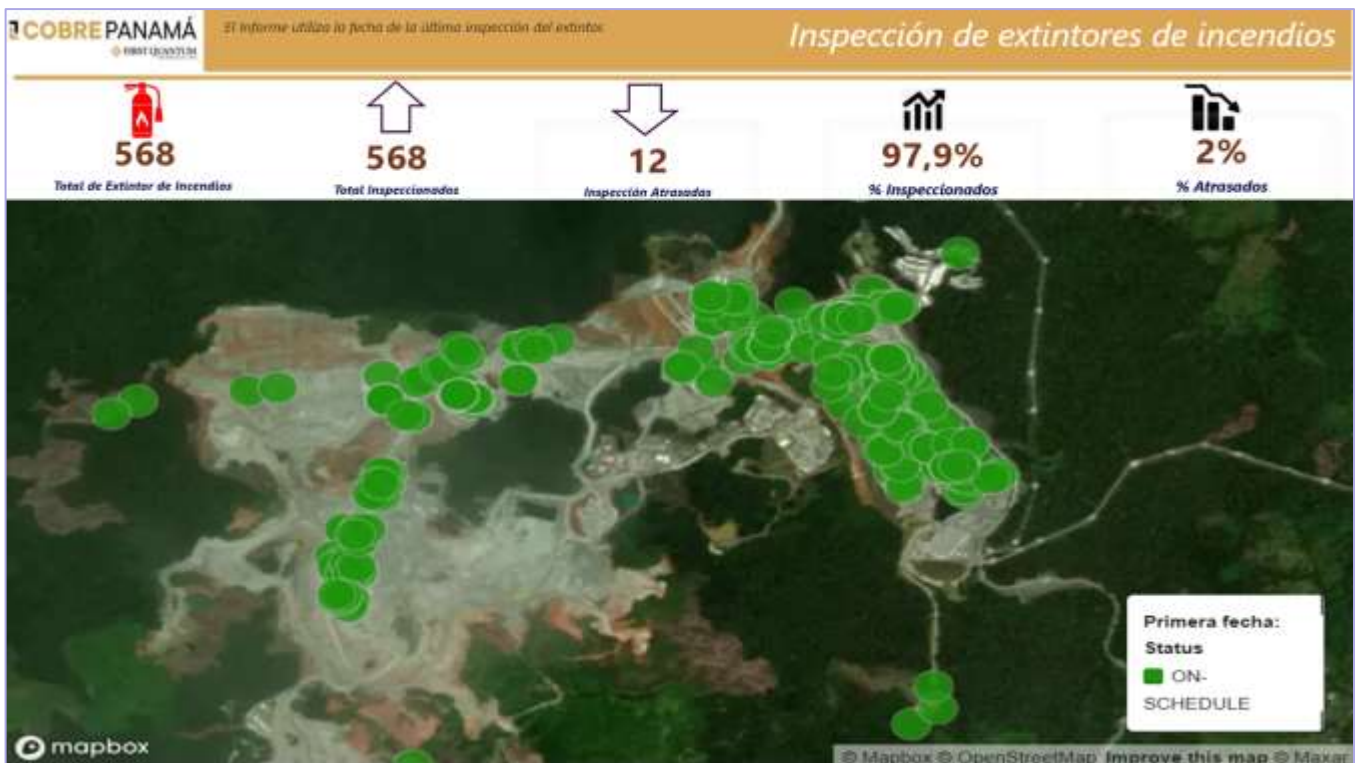 COBRE PANAMÁ
FIRST QUANTUM
El Informe utiliza la fecha de la última inspección del extintor
Inspección de extintores de incendios
568
568
12
97,9%
2%
Total de Extintor de Incendios
Total Inspeccionados
Inspección Atrasadas
% Inspeccionados
% Atrasados
Primera fecha:
Status
ON-
SCHEDULE
mapbox
© Mapbox © OpenStreetMap Improve this map © Maxar